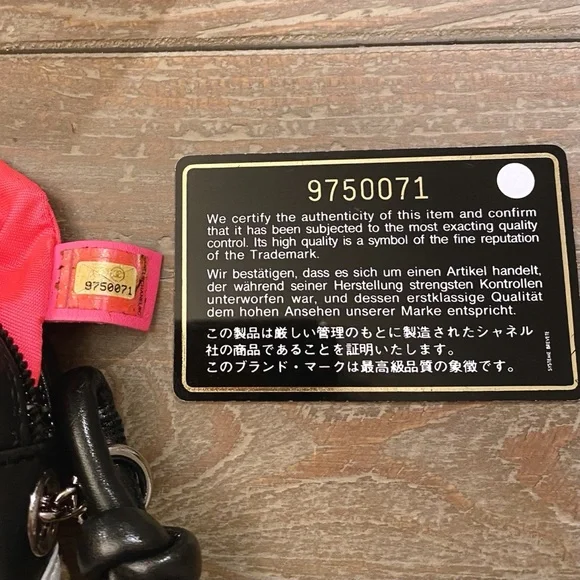 9750071
We certify the authenticity of this item and confirm
that it has been subjected to the most exacting quality
control. Its high quality is a symbol of the fine reputation
of the Trademark.
Wir bestätigen, dass es sich um einen Artikel handelt,
der während seiner Herstellung strengsten Kontrollen
unterworfen war, und dessen erstklassige Qualität
dem hohen Ansehen unserer Marke entspricht.
この製品は厳しい管理のもとに製造されたシャネル
社の商品であることを証明いたします。
このブランド・マークは最高級品質の象徴です。
SYSTEME BREVETE
9750071